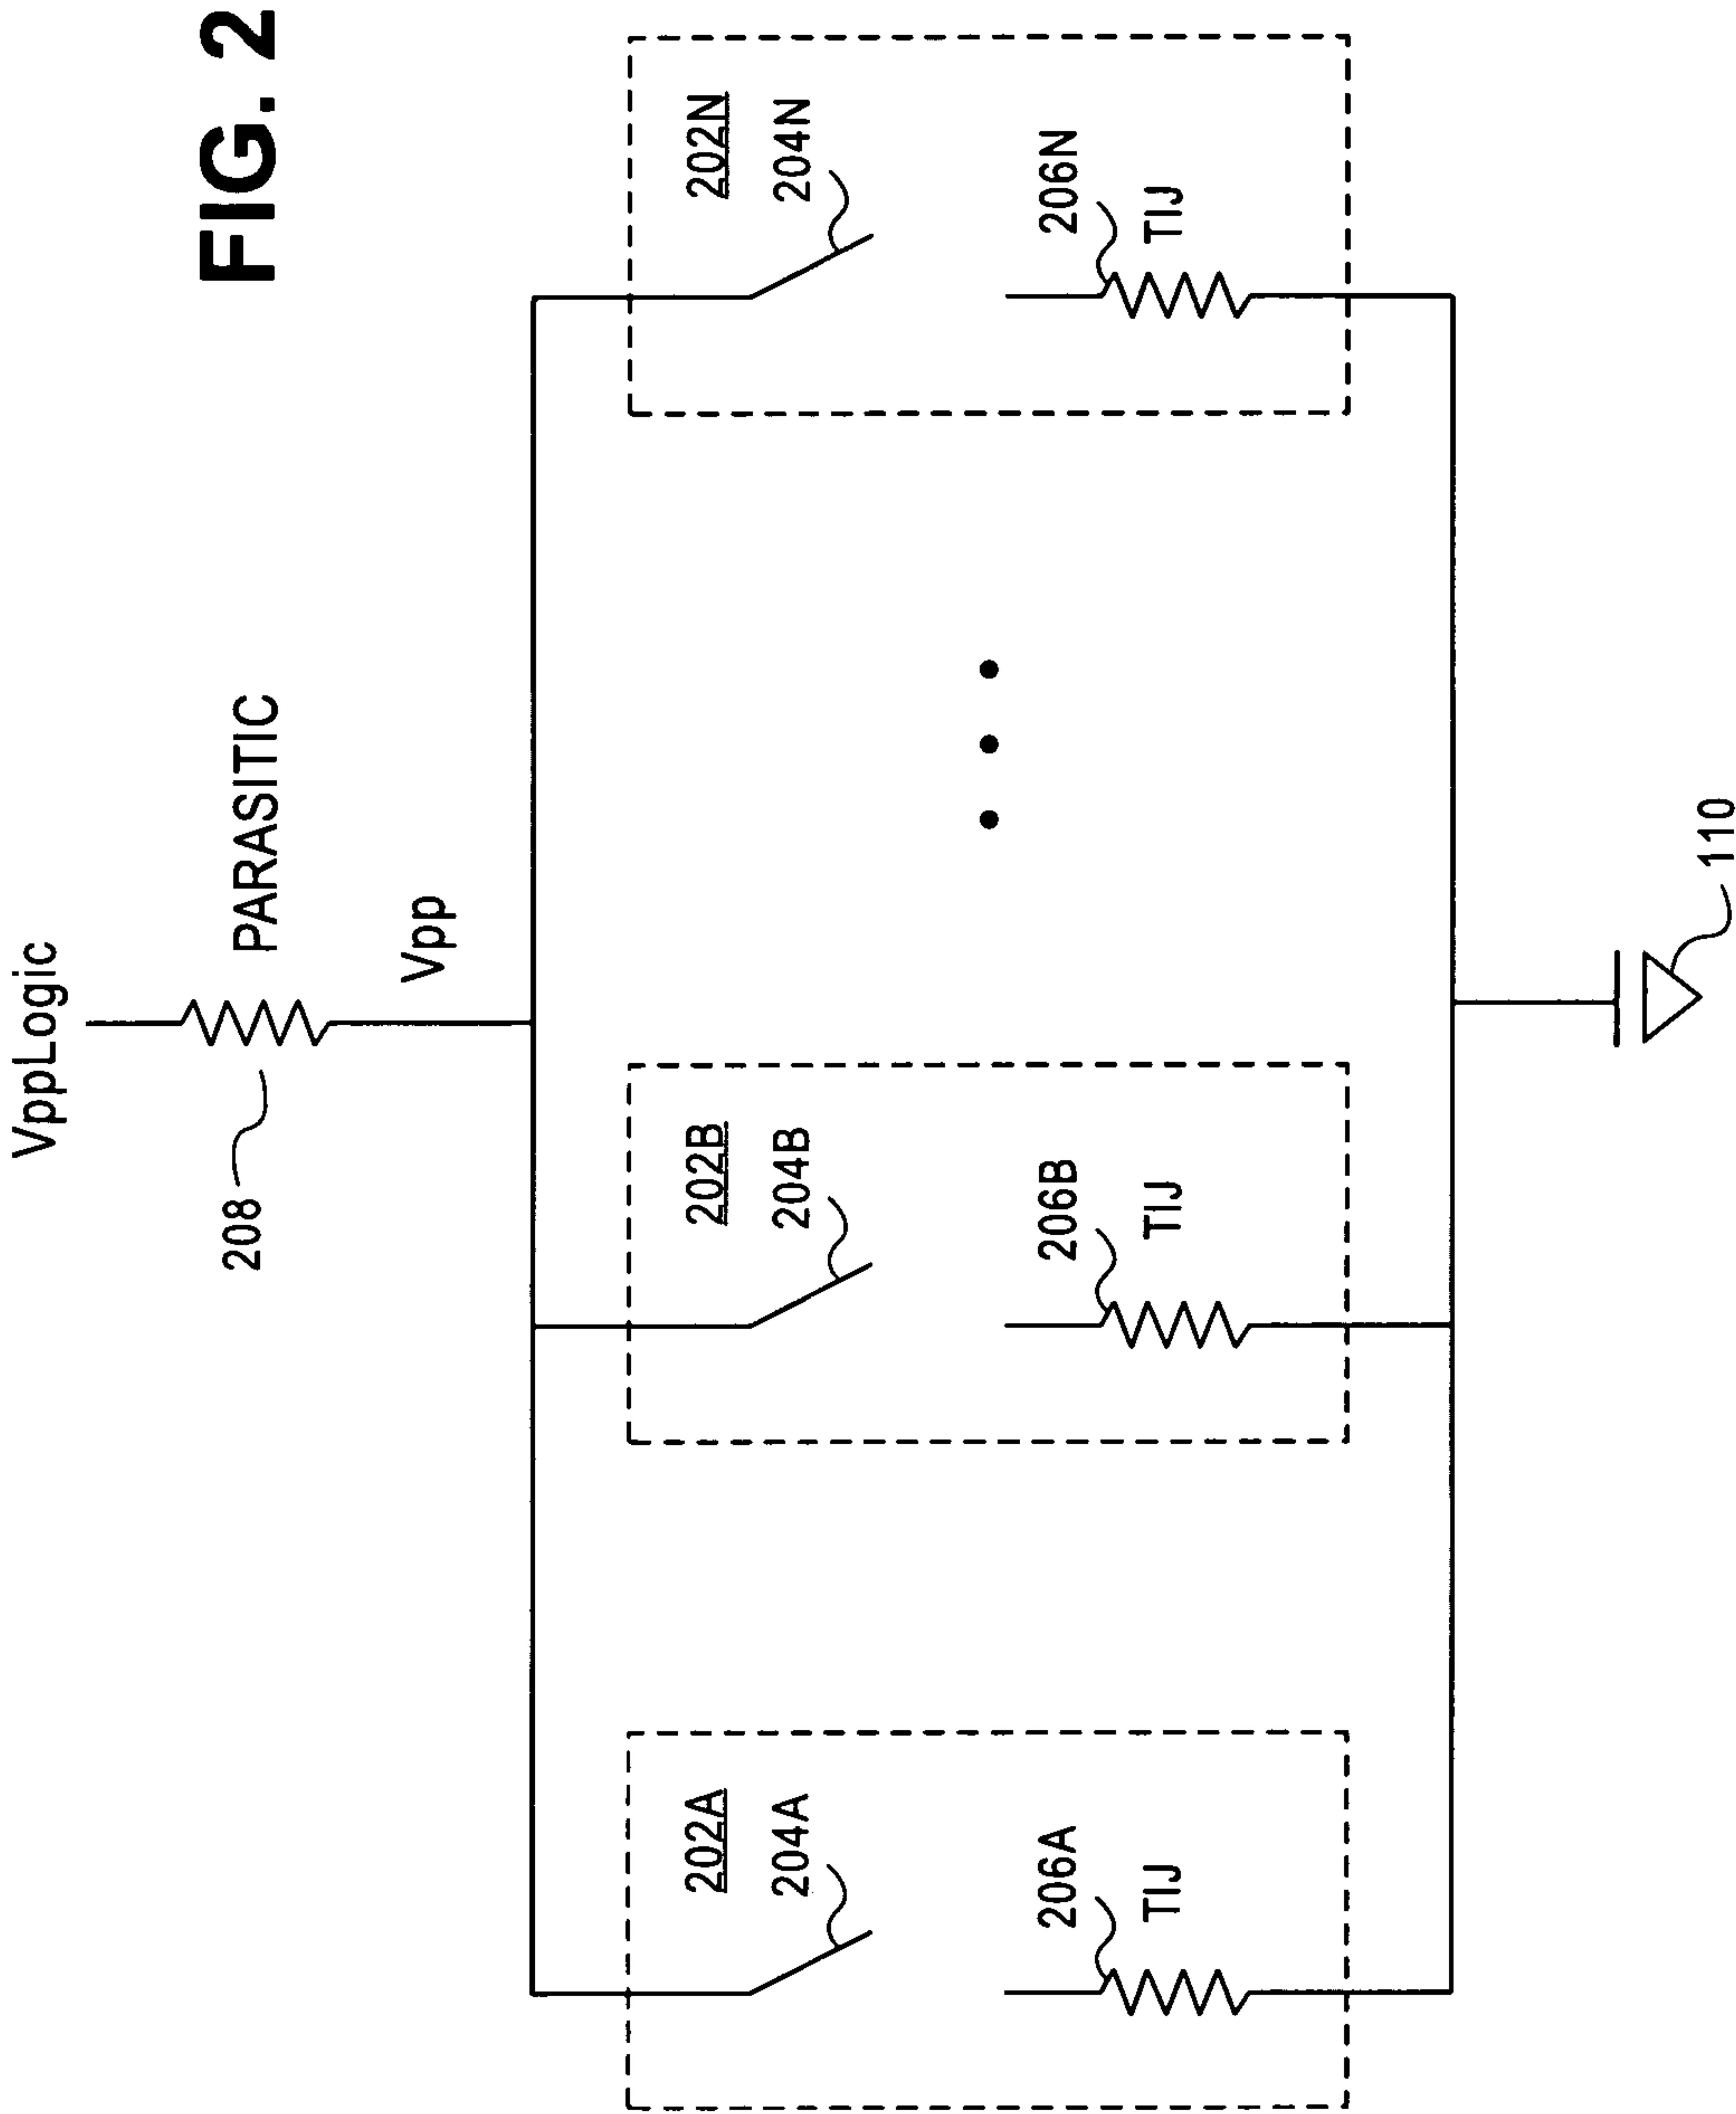 FIG. 2
VppLogic
208
PARASITIC
Vpp
202A
204A
206A
TIJ
202B
204B
206B
TIJ
202N
204N
206N
TIJ
110